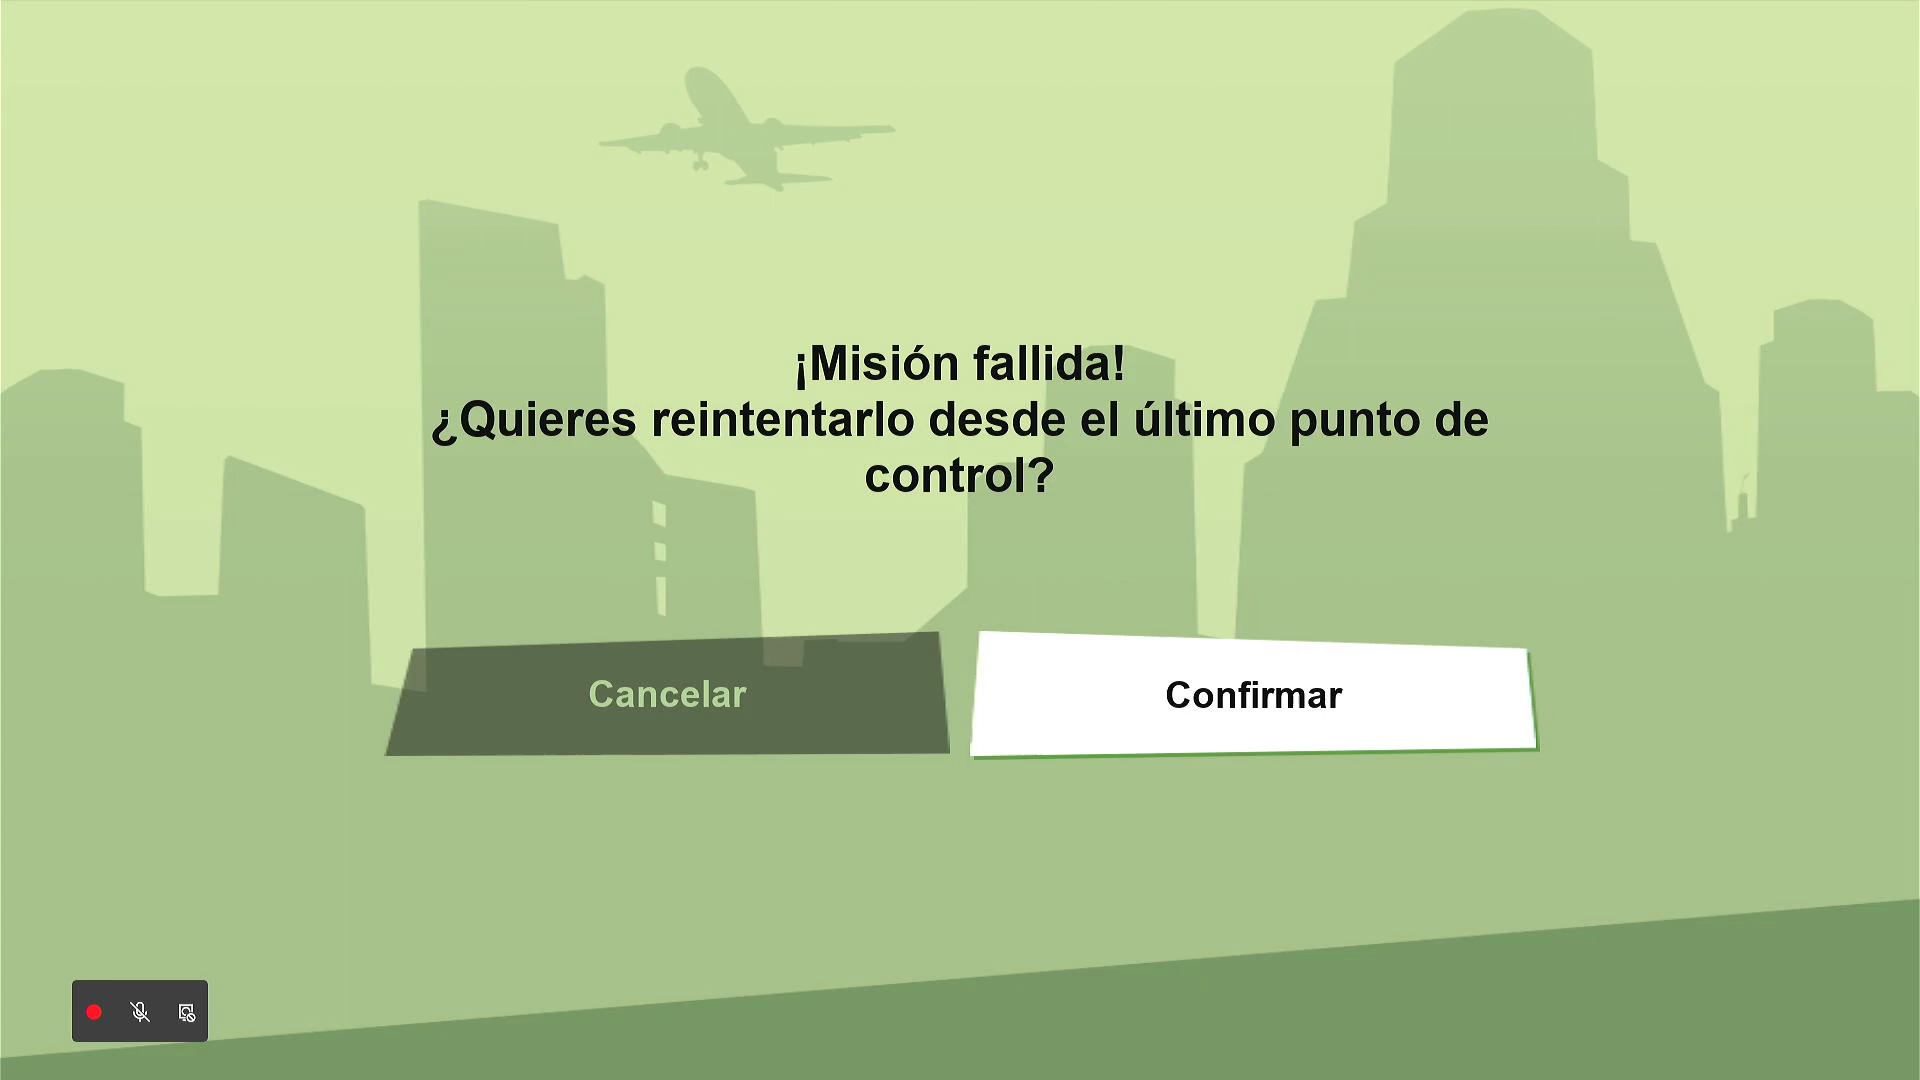 ¡Misión fallida!
¿Quieres reintentarlo desde el último punto de
control?
Cancelar
Confirmar